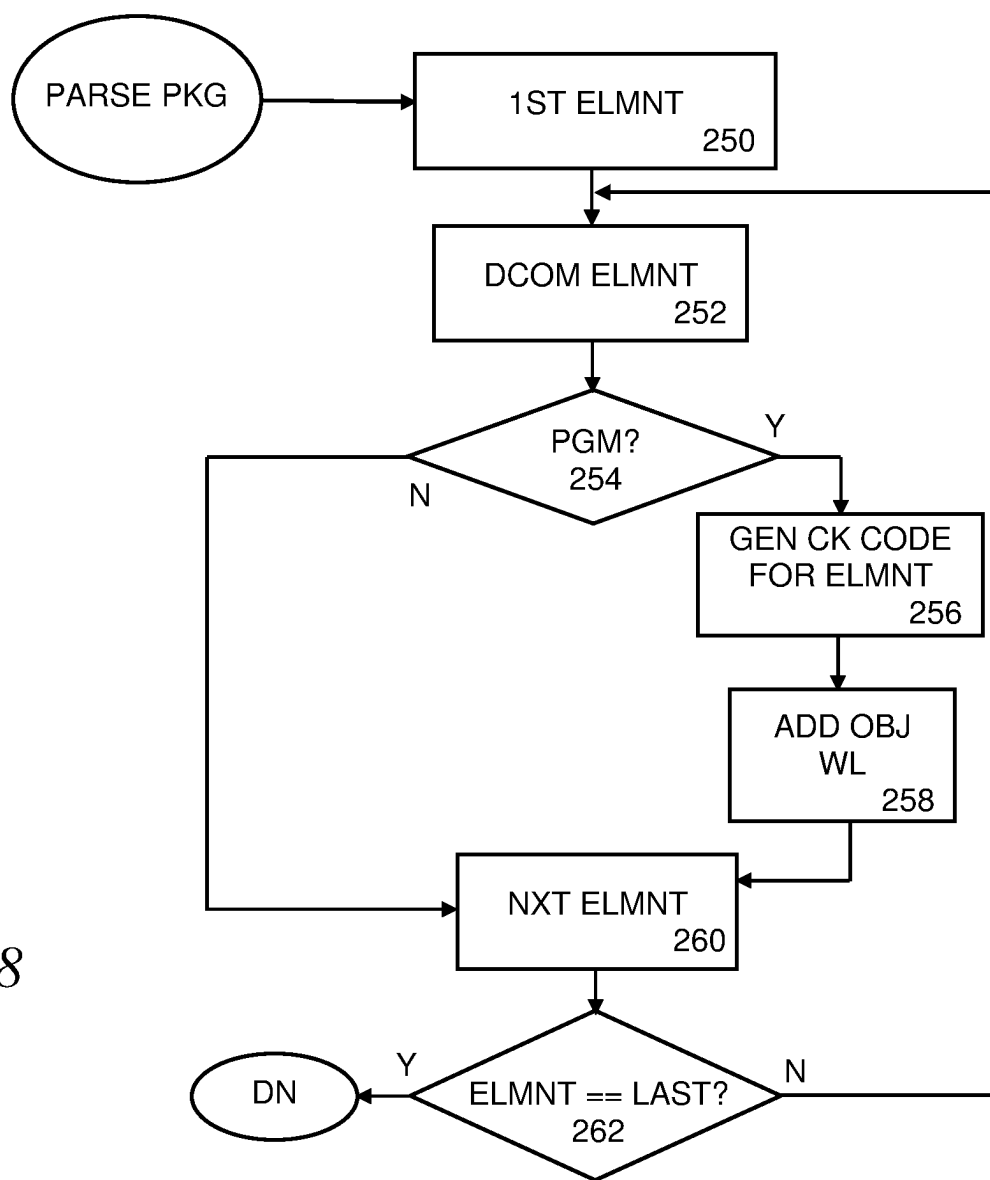 PARSE PKG
1ST ELMNT
250
DCOM ELMNT
252
PGM?
254
Y
N
GEN CK CODE
FOR ELMNT
256
ADD OBJ
WL
258
NXT ELMNT
260
8
Y
DN
ELMNT == LAST?
262
N